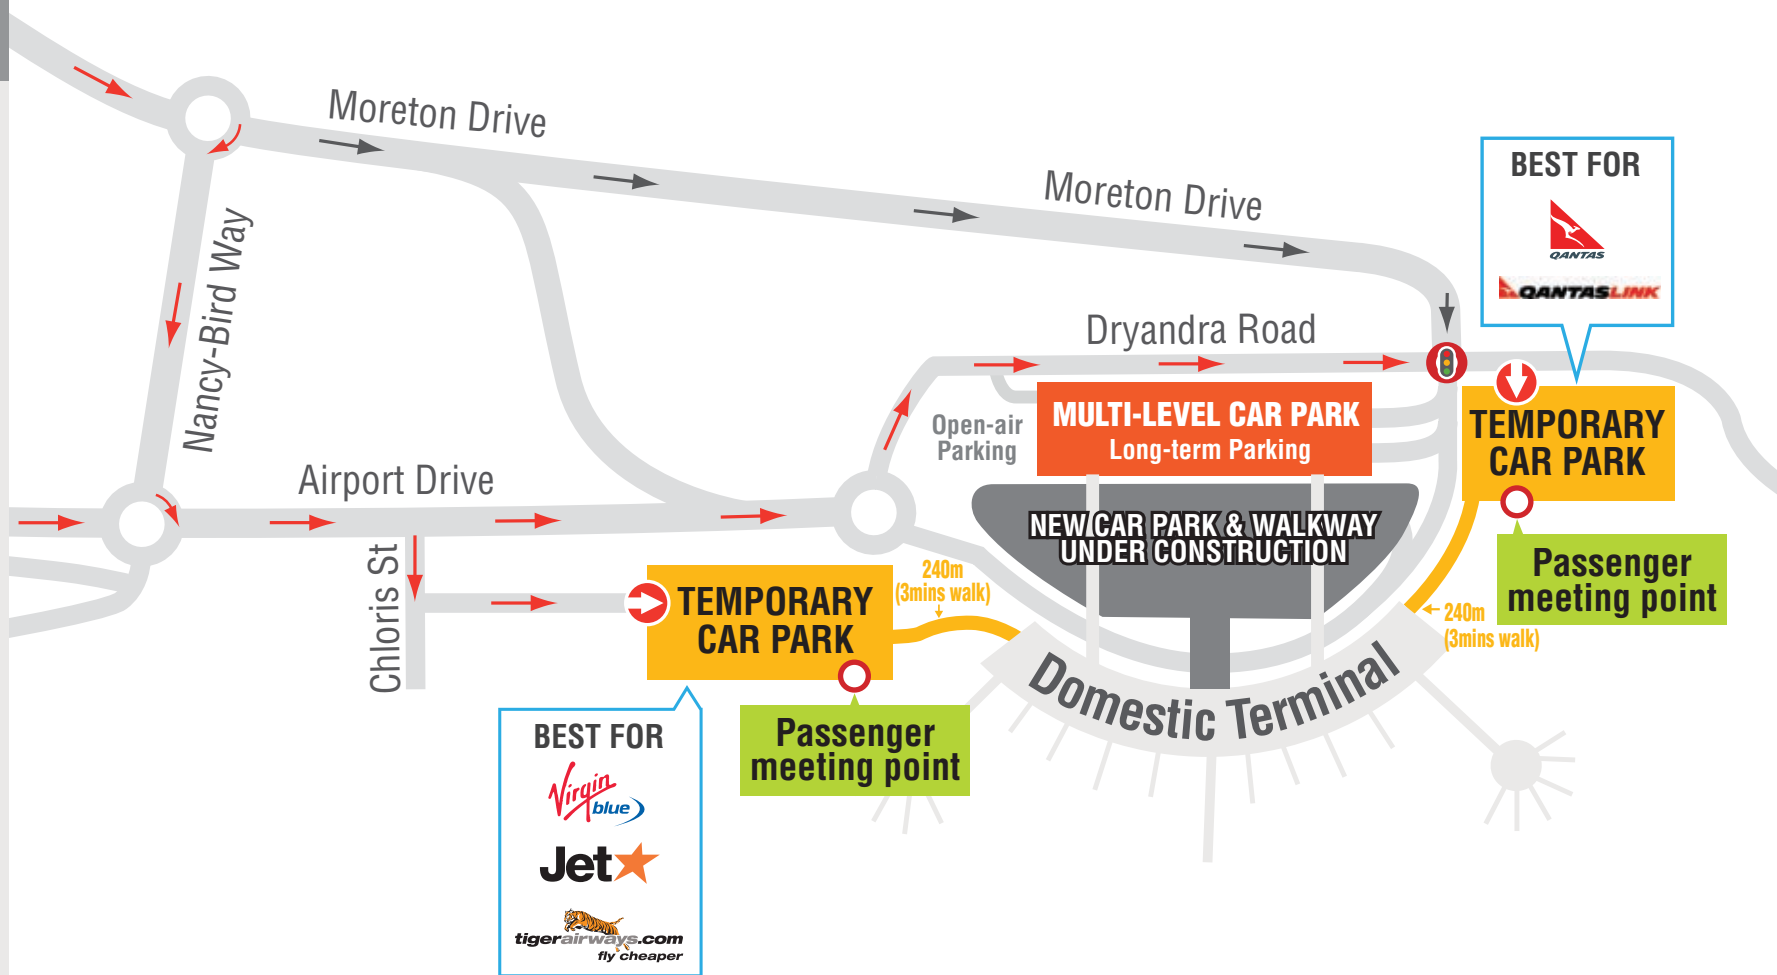 Moreton Drive
Moreton Drive
BEST FOR
QANTAS
QANTASLINK
Nancy-Bird Way
Dryandra Road
Open-air
Parking
MULTI-LEVEL CAR PARK
Long-term Parking
TEMPORARY
CAR PARK
Airport Drive
NEW CAR PARK & WALKWAY
UNDER CONSTRUCTION
Passenger
meeting point
Chloris St
TEMPORARY
CAR PARK
240m
(3mins walk)
240m
(3mins walk)
Domestic Terminal
Passenger
meeting point
BEST FOR
Virgin
blue
Jet
tigerairways.com
fly cheaper